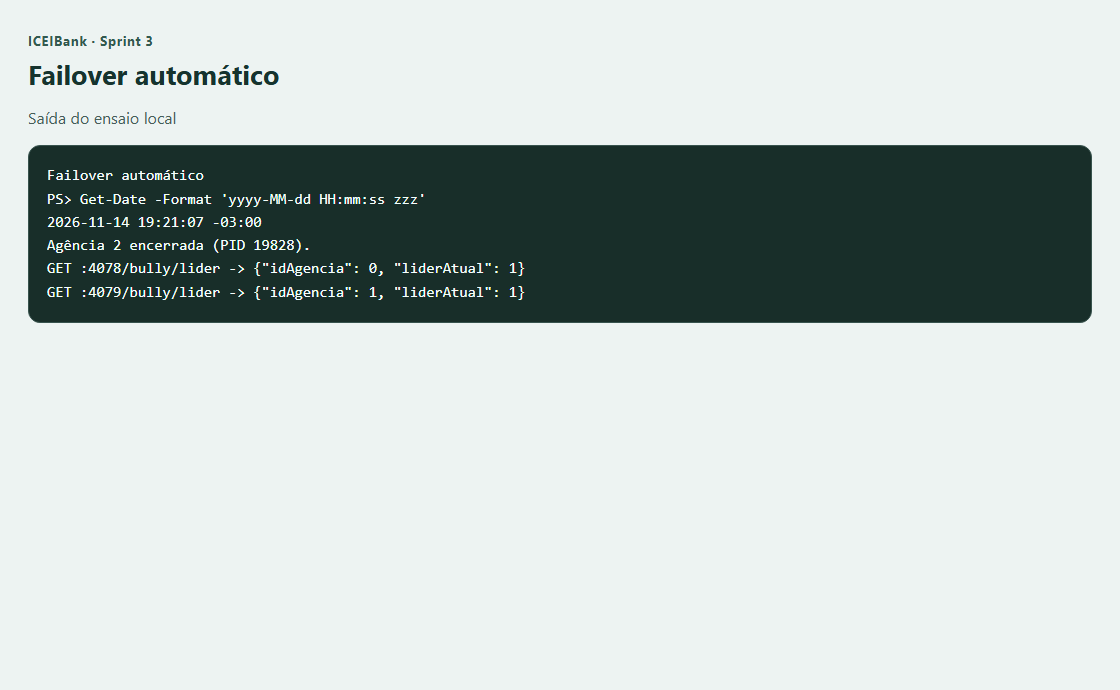 ICEIBank · Sprint 3
Failover automático
Saída do ensaio local
Failover automático
PS> Get-Date -Format 'yyyy-MM-dd HH:mm:ss zzz'
2026-11-14 19:21:07 -03:00
Agência 2 encerrada (PID 19828).
GET :4078/bully/lider -> {"idAgencia": 0, "liderAtual": 1}
GET :4079/bully/lider -> {"idAgencia": 1, "liderAtual": 1}